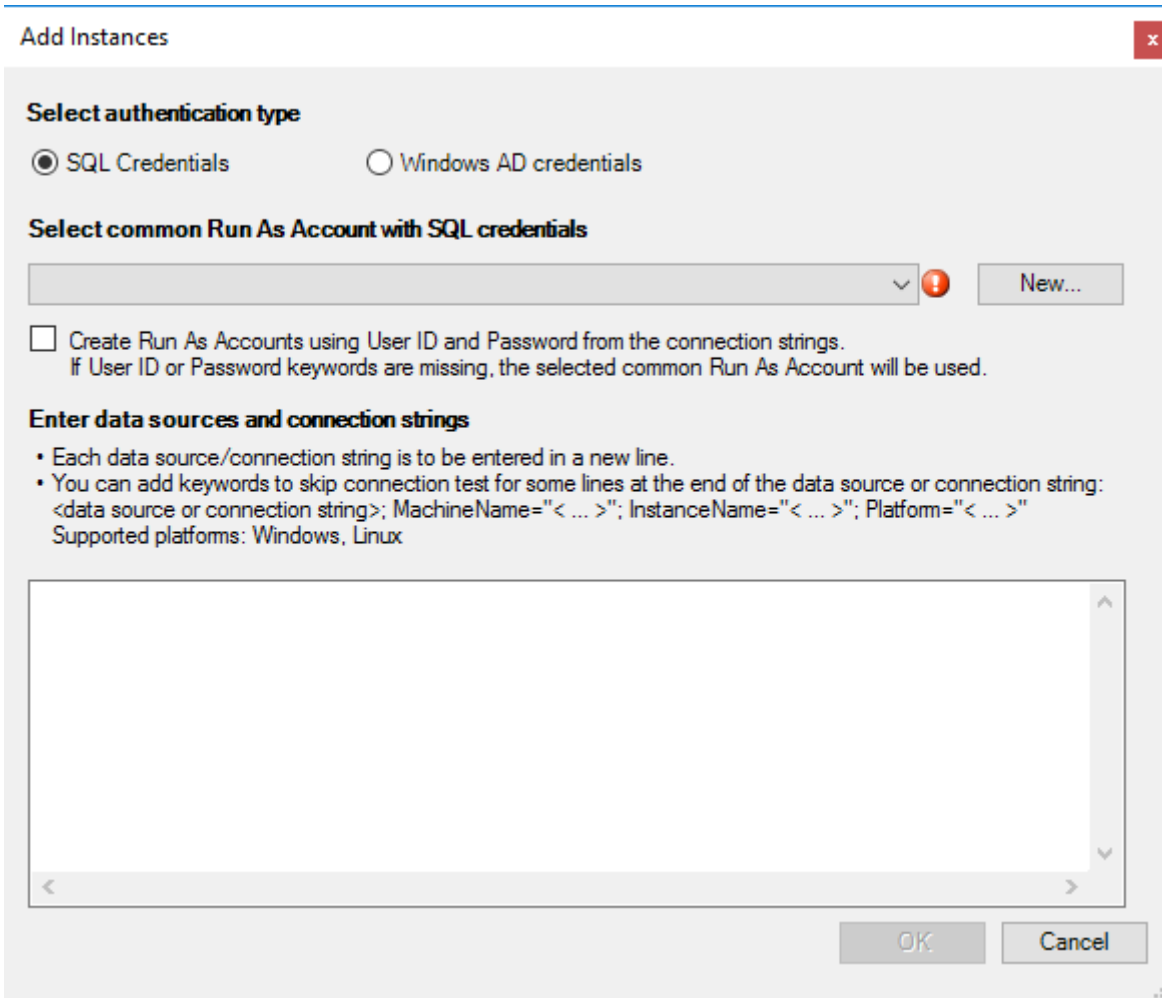 Add Instances
x
Select authentication type
SQL Credentials
Windows AD credentials
Select common Run As Account with SQL credentials
New...
Create Run As Accounts using User ID and Password from the connection strings.
If User ID or Password keywords are missing, the selected common Run As Account will be used.
Enter data sources and connection strings
• Each data source/connection string is to be entered in a new line.
• You can add keywords to skip connection test for some lines at the end of the data source or connection string:
<data source or connection string>; MachineName="< ... >"; InstanceName="< ... >"; Platform="< ... >"
Supported platforms: Windows, Linux
OK
Cancel